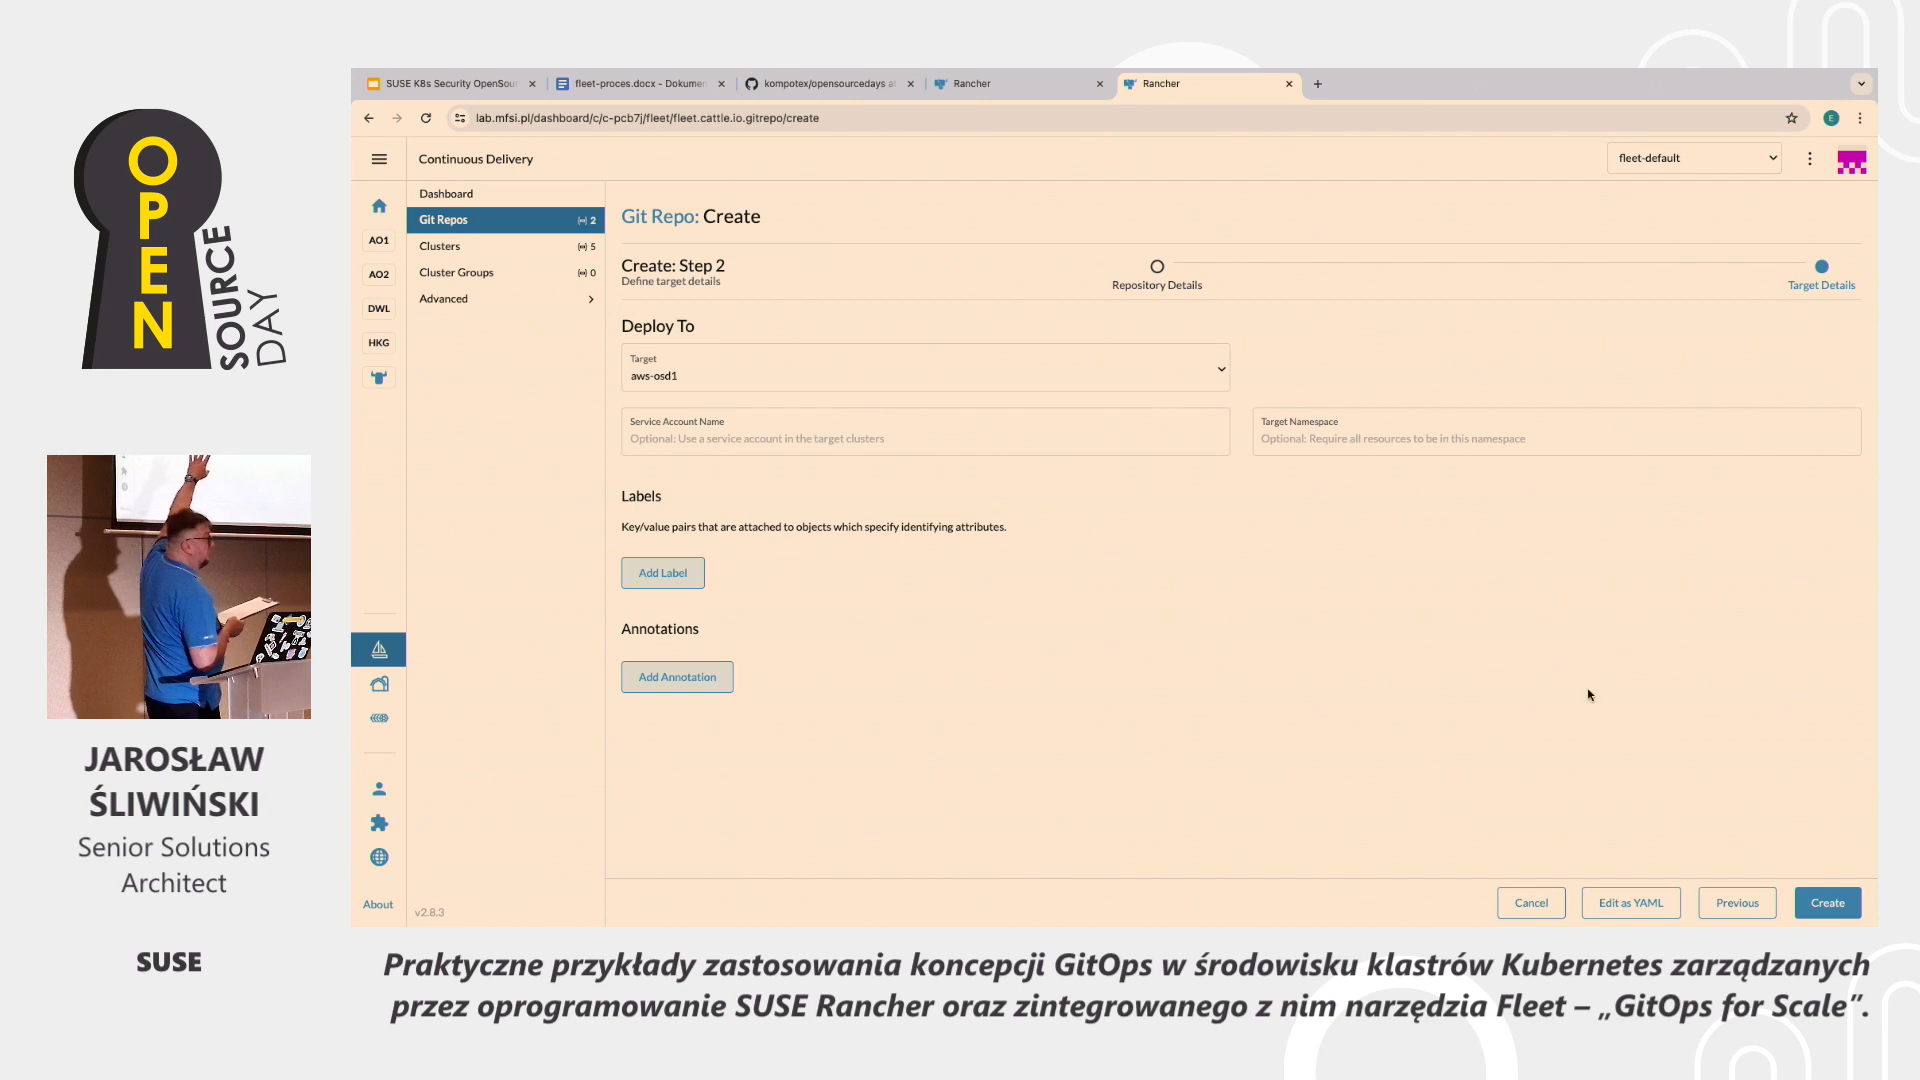 OPEN
SOURCE
DAY
JAROSŁAW
ŚLIWIŃSKI
Senior Solutions
Architect
SUSE
SUSE K8s Security OpenSour
fleet-proces.docx - Dokumen
kompotex/opensourcedays at
Rancher
Rancher
lab.mfsi.pl/dashboard/c/c-pcb7j/fleet/fleet.cattle.io.gitrepo/create
E
Continuous Delivery
fleet-default
AO1
AO2
DWL
HKG
About
Dashboard
Git Repos 2
Clusters 5
Cluster Groups 0
Advanced
v2.8.3
Git Repo: Create
Create: Step 2
Define target details
Repository Details
Target Details
Deploy To
Target
aws-osd1
Service Account Name
Optional: Use a service account in the target clusters
Target Namespace
Optional: Require all resources to be in this namespace
Labels
Key/value pairs that are attached to objects which specify identifying attributes.
Add Label
Annotations
Add Annotation
Cancel
Edit as YAML
Previous
Create
Praktyczne przykłady zastosowania koncepcji GitOps w środowisku klastrów Kubernetes zarządzanych
przez oprogramowanie SUSE Rancher oraz zintegrowanego z nim narzędzia Fleet – „GitOps for Scale”.